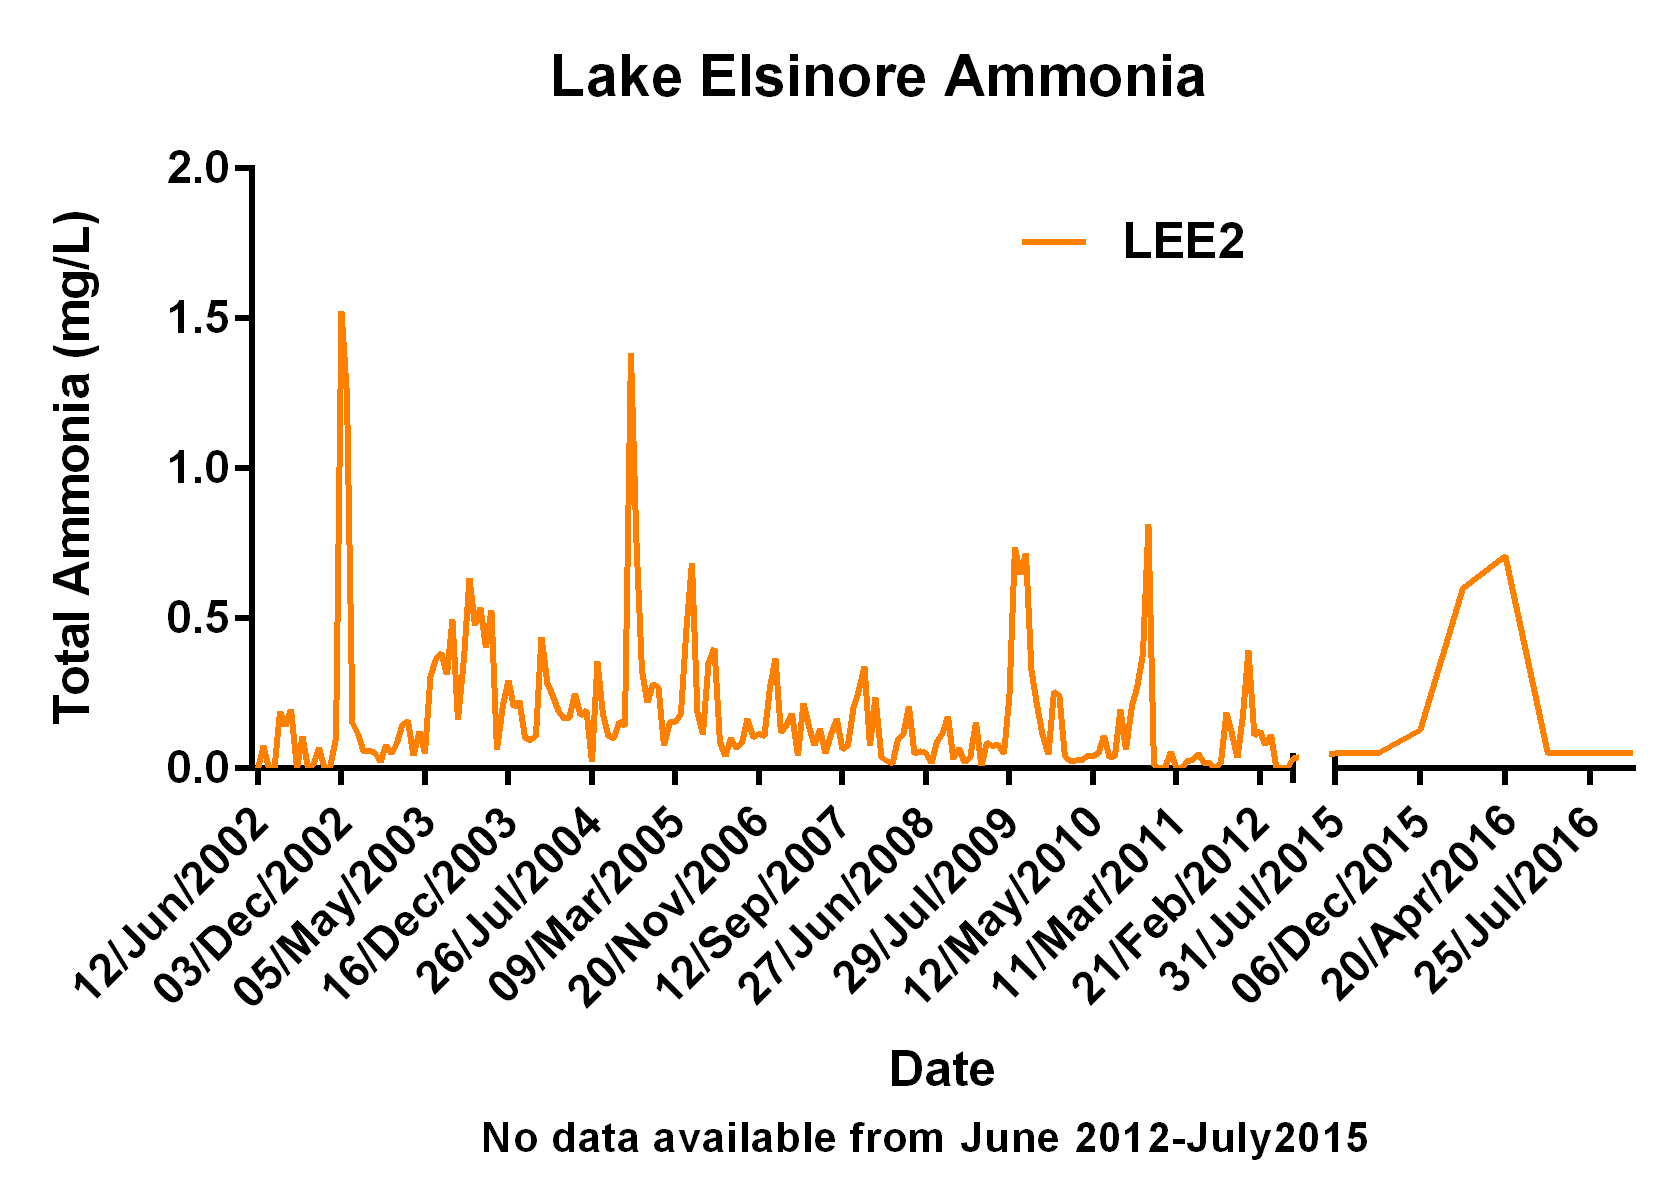 Lake Elsinore Ammonia
2.0
1.5
1.0
0.5
0.0
Total Ammonia (mg/L)
LEE2
12/Jun/2002
03/Dec/2002
05/May/2003
16/Dec/2003
26/Jul/2004
09/Mar/2005
20/Nov/2006
12/Sep/2007
27/Jun/2008
29/Jul/2009
12/May/2010
11/Mar/2011
21/Feb/2012
31/Jul/2015
06/Dec/2015
20/Apr/2016
25/Jul/2016
Date
No data available from June 2012-July2015